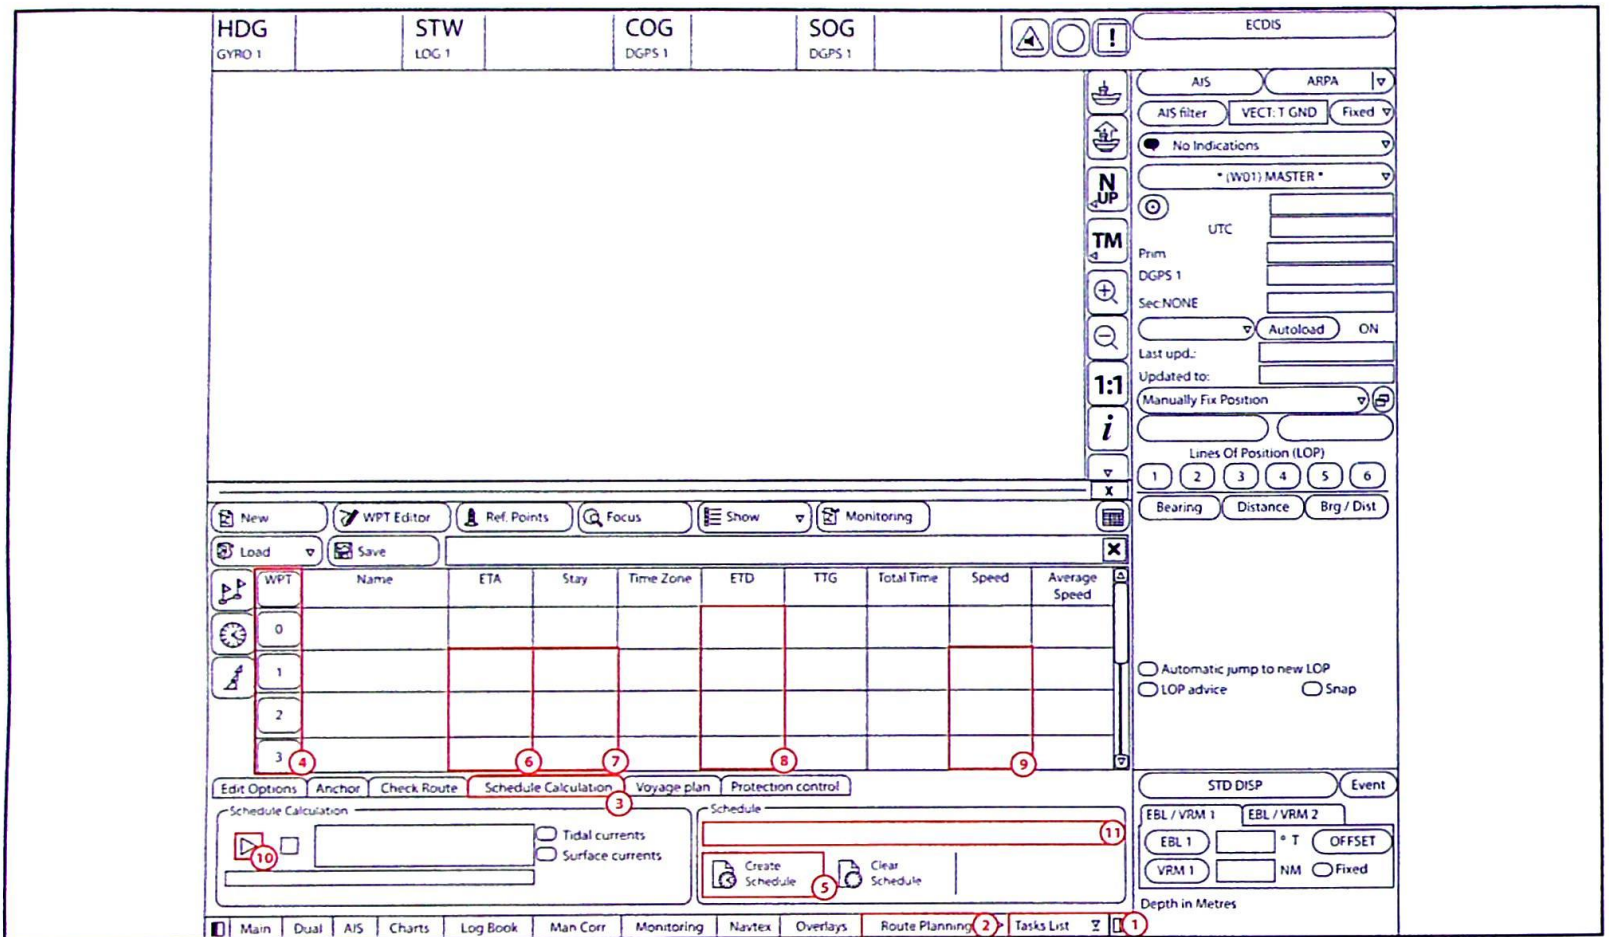 HDG STW COG SOG
GYRO 1 LOG 1 DGPS 1 DGPS 1
!
ECDIS
AIS ARPA
AIS filter VECT: T GND Fixed
No Indications
* (W01) MASTER *
N
UP
UTC
TM
Prim
DGPS 1
Sec:NONE
Autoload ON
Last upd.:
Updated to:
1:1
Manually Fix Position
i
Lines Of Position (LOP)
1 2 3 4 5 6
X
Bearing Distance Brg / Dist
New WPT Editor Ref. Points Focus Show Monitoring
Load Save
WPT Name ETA Stay Time Zone ETD TTG Total Time Speed Average Speed
0
1
2
3
4 6 7 8 9
Automatic jump to new LOP
LOP advice Snap
Edit Options Anchor Check Route Schedule Calculation Voyage plan Protection control
3
Schedule Calculation
10
Tidal currents
Surface currents
Schedule
11
Create Schedule
5
Clear Schedule
STD DISP Event
EBL / VRM 1 EBL / VRM 2
EBL 1 ° T OFFSET
VRM 1 NM Fixed
Depth in Metres
Main Dual AIS Charts Log Book Man Corr Monitoring Navtex Overlays Route Planning 2 Tasks List 1